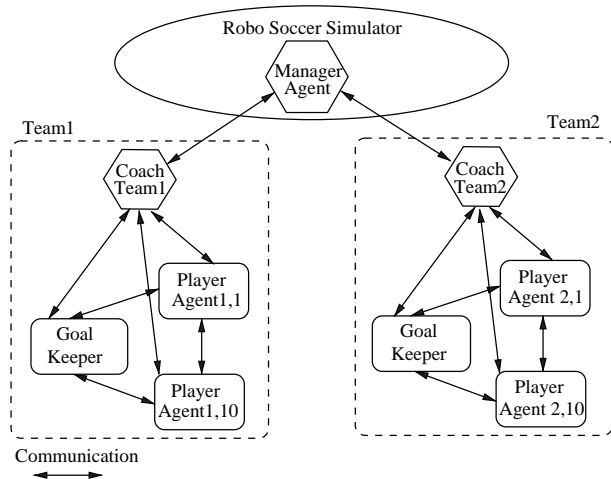 Robo Soccer Simulator
Manager
Agent
Team1
Team2
Coach
Team1
Coach
Team2
Player
Agent1,1
Player
Agent 2,1
Goal
Keeper
Goal
Keeper
Player
Agent1,10
Player
Agent 2,10
Communication